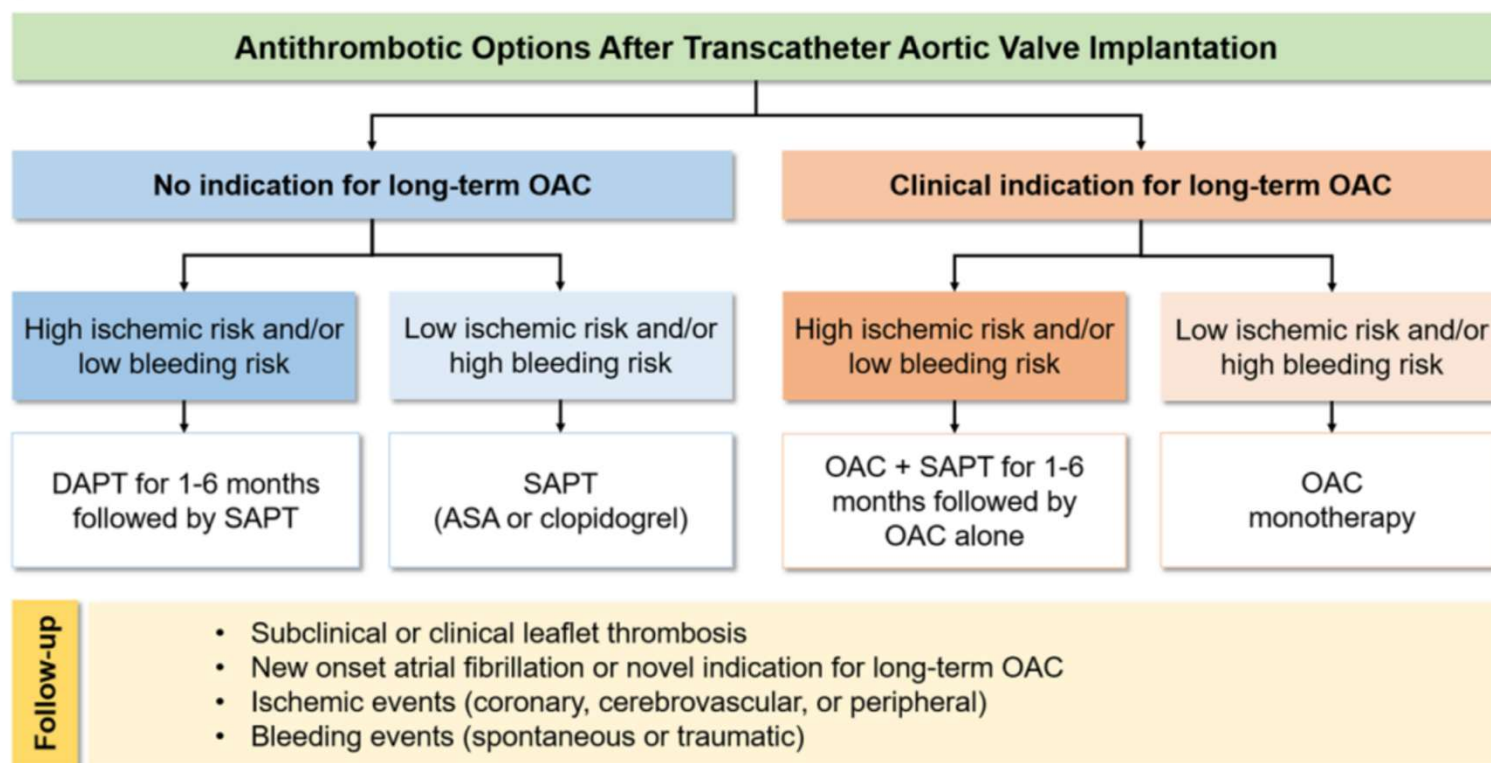 Antithrombotic Options After Transcatheter Aortic Valve Implantation
No indication for long-term OAC
Clinical indication for long-term OAC
High ischemic risk and/or
low bleeding risk
Low ischemic risk and/or
high bleeding risk
High ischemic risk and/or
low bleeding risk
Low ischemic risk and/or
high bleeding risk
DAPT for 1-6 months
followed by SAPT
SAPT
(ASA or clopidogrel)
OAC + SAPT for 1-6
months followed by
OAC alone
OAC
monotherapy
Follow-up
• Subclinical or clinical leaflet thrombosis
• New onset atrial fibrillation or novel indication for long-term OAC
• Ischemic events (coronary, cerebrovascular, or peripheral)
• Bleeding events (spontaneous or traumatic)